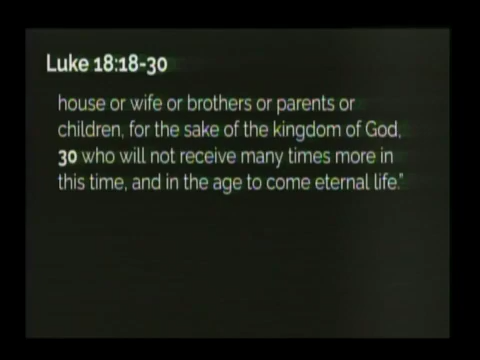 Luke 18:18-30
house or wife or brothers or parents or
children, for the sake of the kingdom of God,
30 who will not receive many times more in
this time, and in the age to come eternal life.”